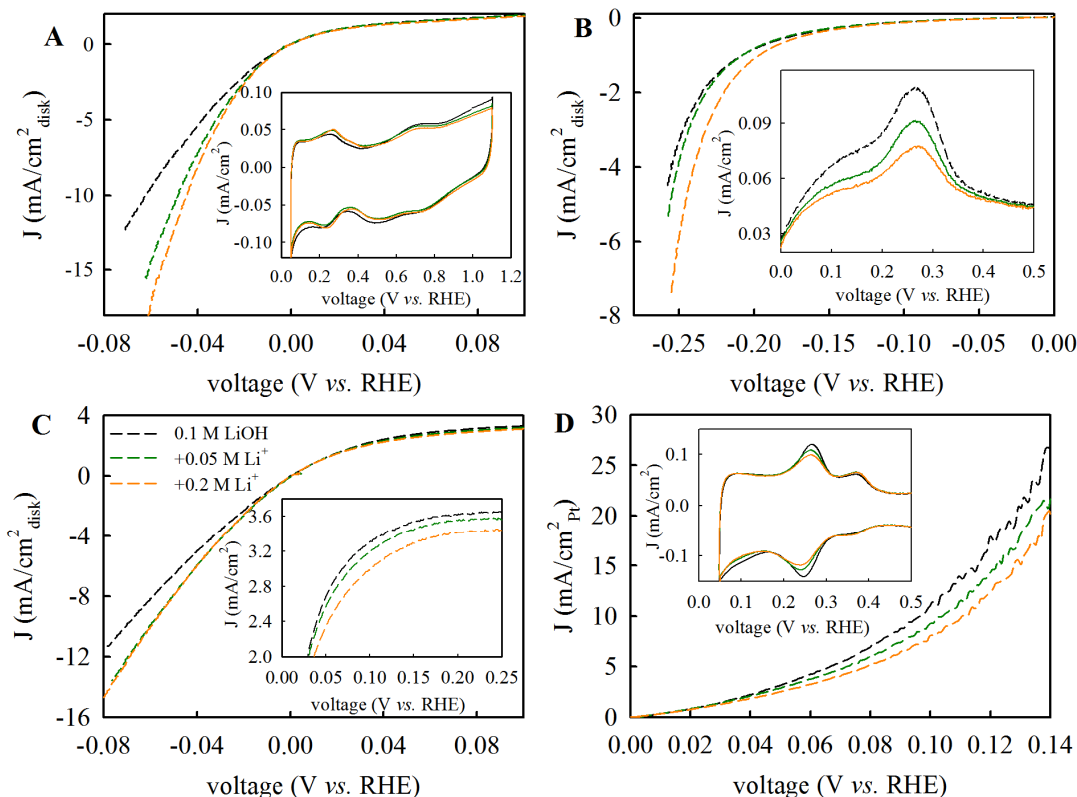 A
J (mA/cm²disk)
0
-5
-10
-15
-0.08 -0.04 0.00 0.04 0.08
voltage (V vs. RHE)
J (mA/cm²)
0.10
0.05
0.00
-0.05
-0.10
0.0 0.2 0.4 0.6 0.8 1.0 1.2
voltage (V vs. RHE)
B
J (mA/cm²disk)
0
-2
-4
-6
-8
-0.25 -0.20 -0.15 -0.10 -0.05 0.00
voltage (V vs. RHE)
J (mA/cm²)
0.09
0.06
0.03
0.0 0.1 0.2 0.3 0.4 0.5
voltage (V vs. RHE)
C
0.1 M LiOH
+0.05 M Li⁺
+0.2 M Li⁺
J (mA/cm²disk)
4
0
-4
-8
-12
-16
-0.08 -0.04 0.00 0.04 0.08
voltage (V vs. RHE)
J (mA/cm²)
3.6
3.2
2.8
2.4
2.0
0.00 0.05 0.10 0.15 0.20 0.25
voltage (V vs. RHE)
D
J (mA/cm²Pt)
30
25
20
15
10
5
0
0.00 0.02 0.04 0.06 0.08 0.10 0.12 0.14
voltage (V vs. RHE)
J (mA/cm²)
0.1
0.0
-0.1
0.0 0.1 0.2 0.3 0.4 0.5
voltage (V vs. RHE)